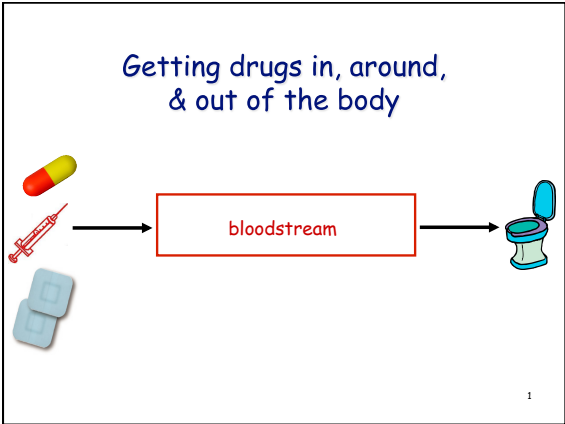 Getting drugs in, around,
& out of the body
bloodstream
1